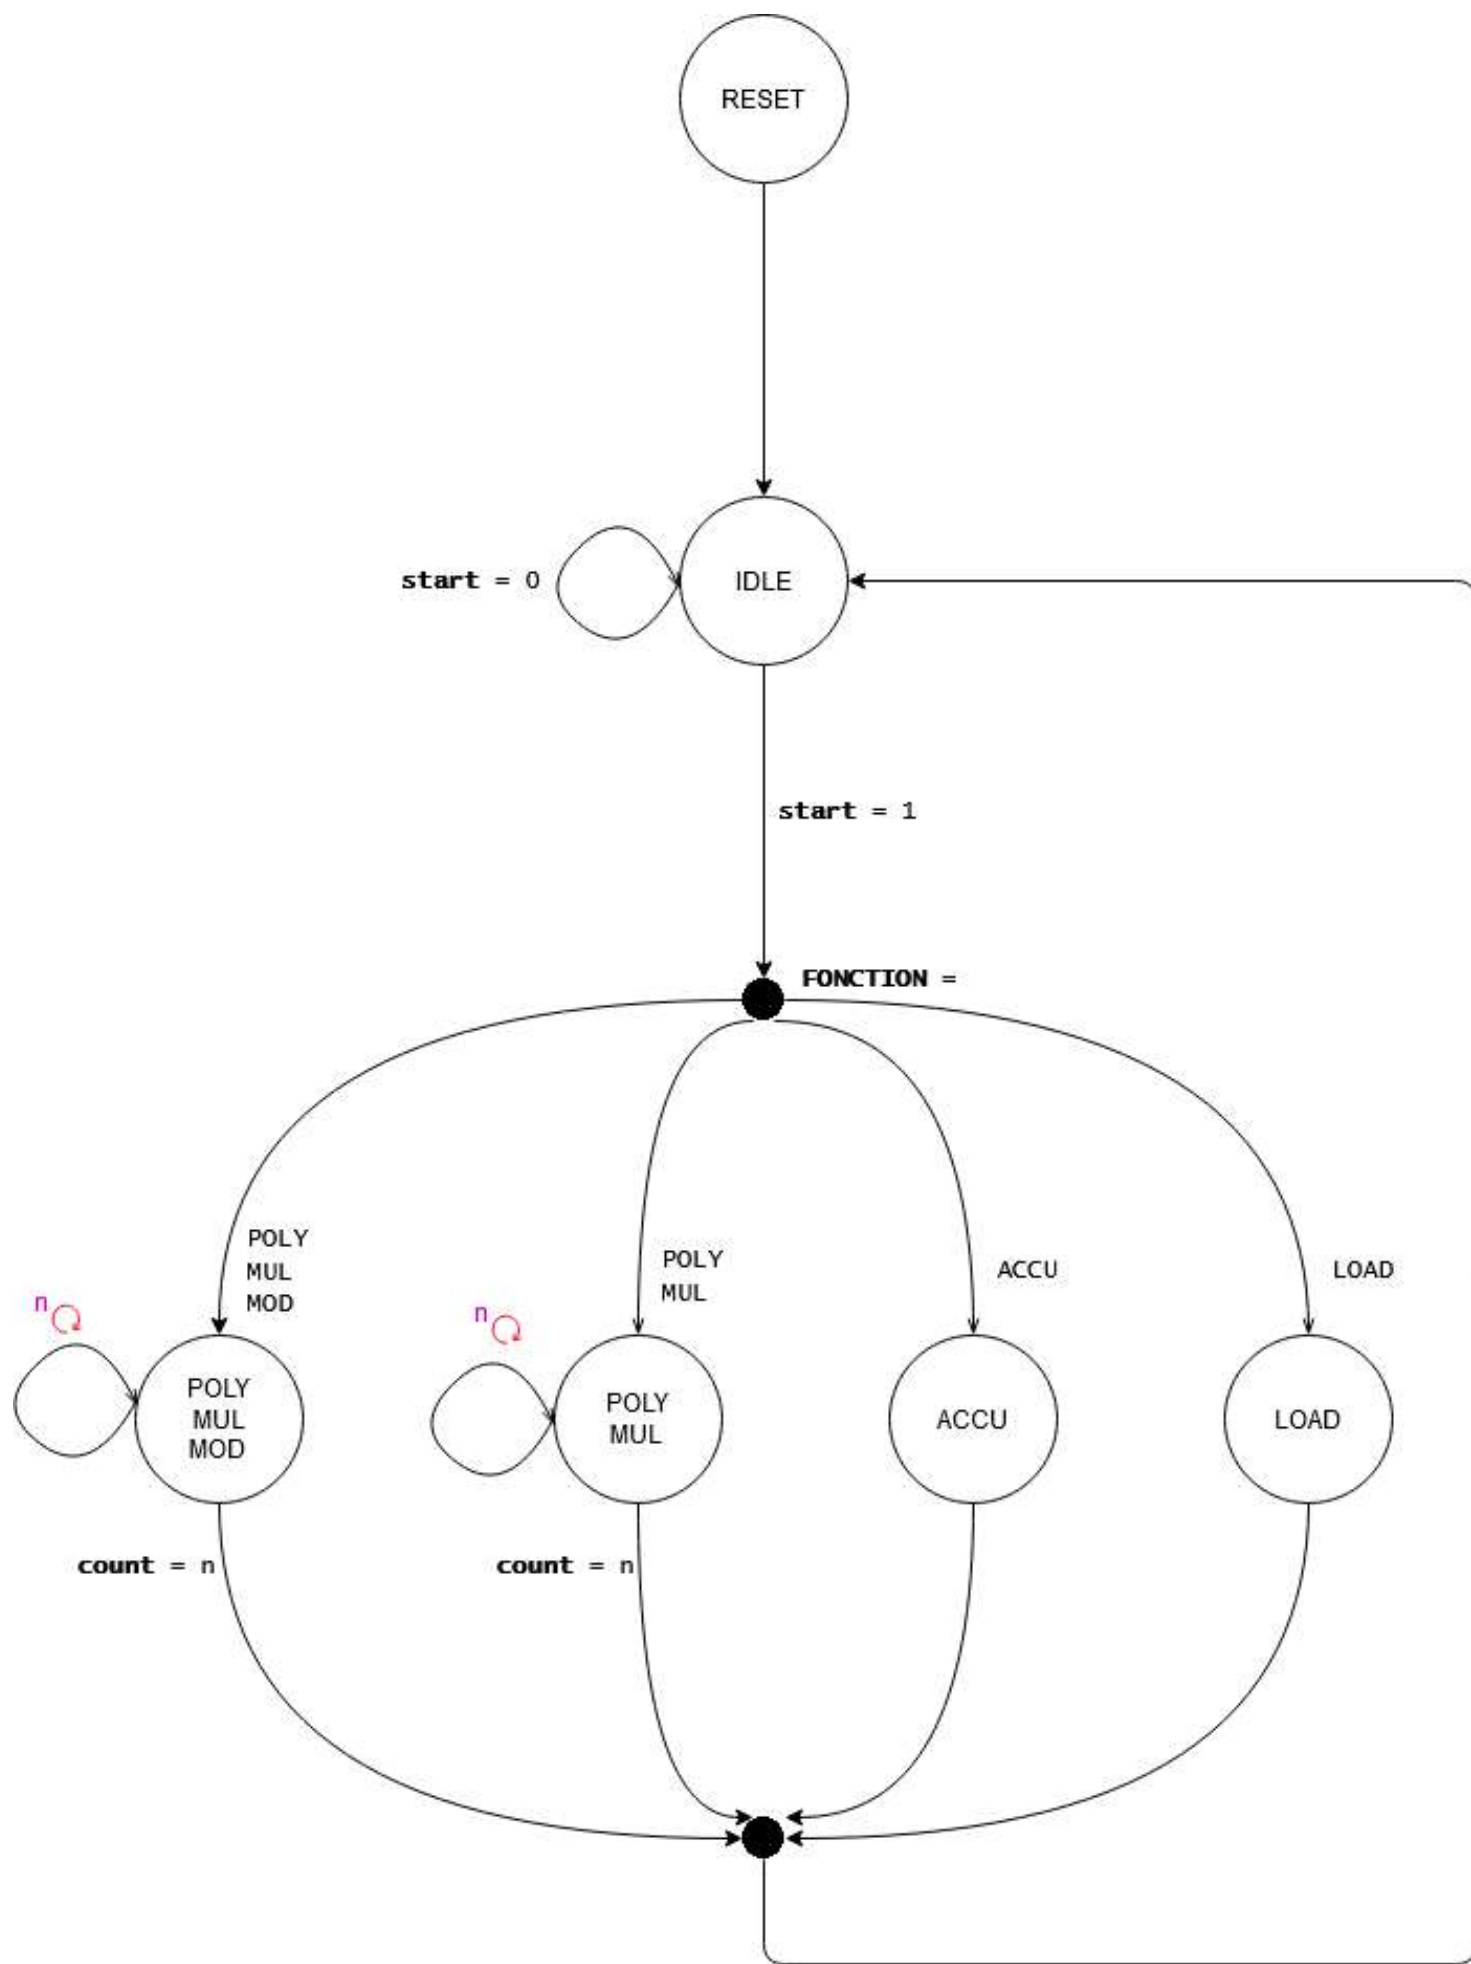 RESET
start = 0
IDLE
start = 1
FONCTION =
POLY
MUL
MOD
POLY
MUL
ACCU
LOAD
n
n
POLY
MUL
MOD
POLY
MUL
ACCU
LOAD
count = n
count = n